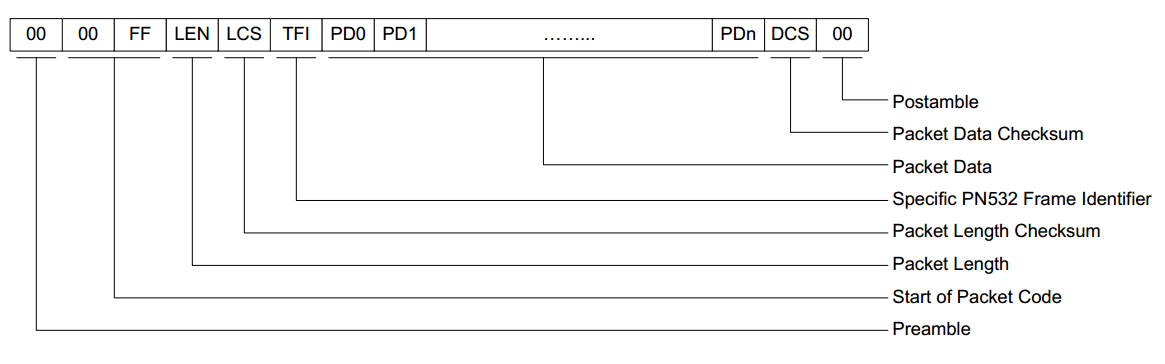 00 00 FF LEN LCS TFI PD0 PD1 ……... PDn DCS 00
Postamble
Packet Data Checksum
Packet Data
Specific PN532 Frame Identifier
Packet Length Checksum
Packet Length
Start of Packet Code
Preamble